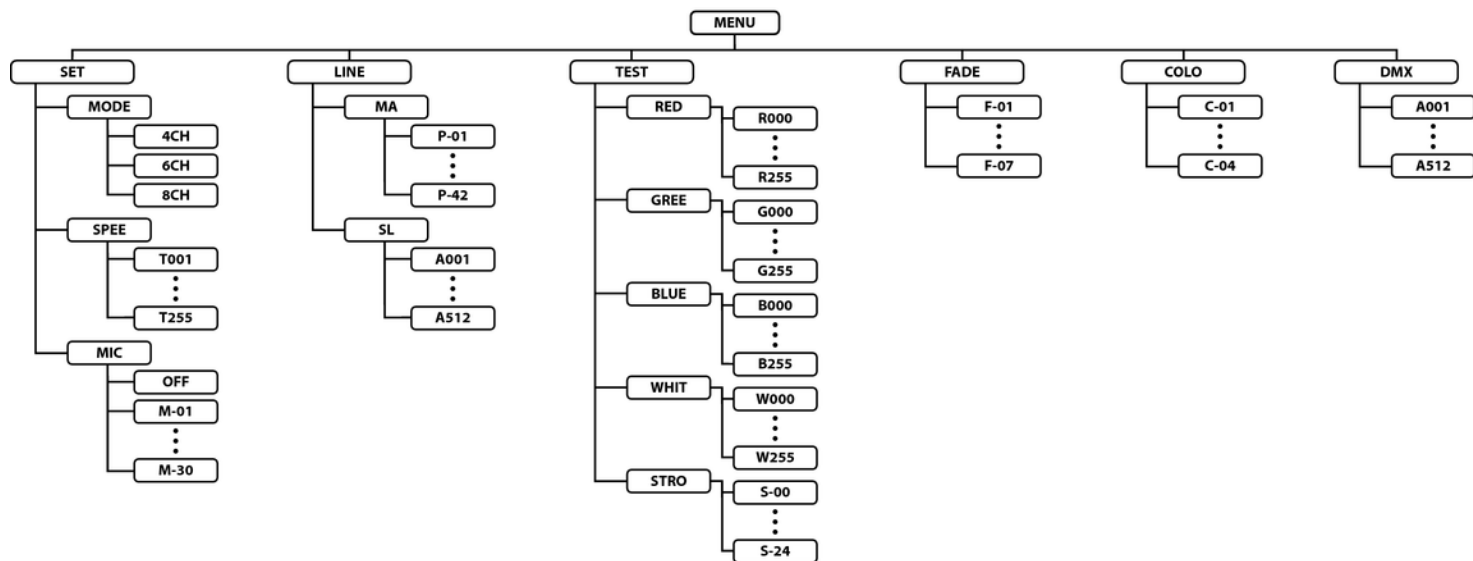 MENU
SET
LINE
TEST
FADE
COLO
DMX
MODE
4CH
6CH
8CH
SPEE
T001
T255
MIC
OFF
M-01
M-30
MA
P-01
P-42
SL
A001
A512
RED
R000
R255
GREE
G000
G255
BLUE
B000
B255
WHIT
W000
W255
STRO
S-00
S-24
F-01
F-07
C-01
C-04
A001
A512